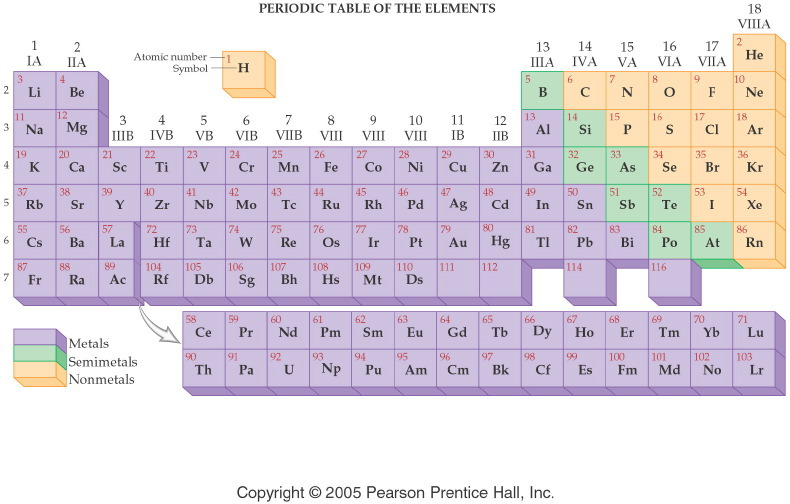 PERIODIC TABLE OF THE ELEMENTS
18
VIIIA
1 2 13 14 15 16 17
IA IIA IIIA IVA VA VIA VIIA
Atomic number 1
Symbol H
2 He
2 3 Li 4 Be 5 B 6 C 7 N 8 O 9 F 10 Ne
3 11 Na 12 Mg 13 Al 14 Si 15 P 16 S 17 Cl 18 Ar
3 4 5 6 7 8 9 10 11 12
IIIB IVB VB VIB VIIB VIII VIII VIII IB IIB
4 19 K 20 Ca 21 Sc 22 Ti 23 V 24 Cr 25 Mn 26 Fe 27 Co 28 Ni 29 Cu 30 Zn 31 Ga 32 Ge 33 As 34 Se 35 Br 36 Kr
5 37 Rb 38 Sr 39 Y 40 Zr 41 Nb 42 Mo 43 Tc 44 Ru 45 Rh 46 Pd 47 Ag 48 Cd 49 In 50 Sn 51 Sb 52 Te 53 I 54 Xe
6 55 Cs 56 Ba 57 La 72 Hf 73 Ta 74 W 75 Re 76 Os 77 Ir 78 Pt 79 Au 80 Hg 81 Tl 82 Pb 83 Bi 84 Po 85 At 86 Rn
7 87 Fr 88 Ra 89 Ac 104 Rf 105 Db 106 Sg 107 Bh 108 Hs 109 Mt 110 Ds 111 112 114 116
58 Ce 59 Pr 60 Nd 61 Pm 62 Sm 63 Eu 64 Gd 65 Tb 66 Dy 67 Ho 68 Er 69 Tm 70 Yb 71 Lu
90 Th 91 Pa 92 U 93 Np 94 Pu 95 Am 96 Cm 97 Bk 98 Cf 99 Es 100 Fm 101 Md 102 No 103 Lr
Metals
Semimetals
Nonmetals
Copyright © 2005 Pearson Prentice Hall, Inc.